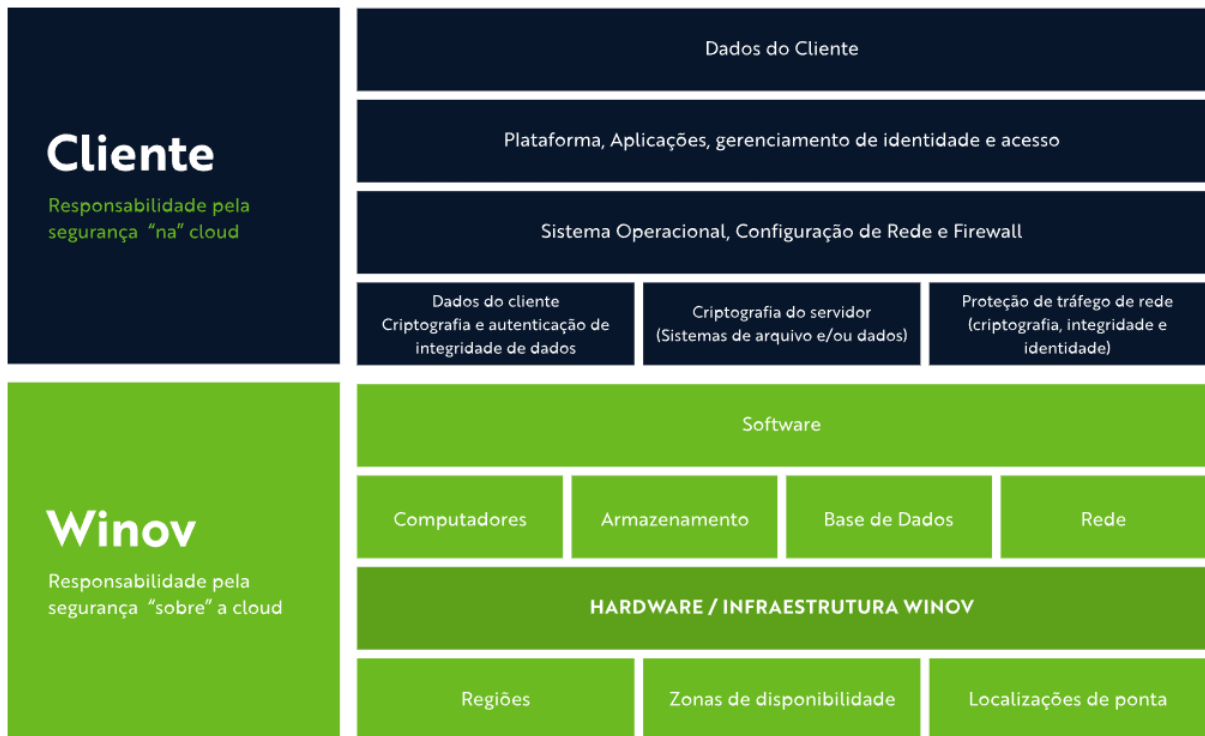 Cliente
Responsabilidade pela
segurança “na” cloud
Dados do Cliente
Plataforma, Aplicações, gerenciamento de identidade e acesso
Sistema Operacional, Configuração de Rede e Firewall
Dados do cliente
Criptografia e autenticação de
integridade de dados
Criptografia do servidor
(Sistemas de arquivo e/ou dados)
Proteção de tráfego de rede
(criptografia, integridade e
identidade)
Winov
Responsabilidade pela
segurança “sobre” a cloud
Software
Computadores
Armazenamento
Base de Dados
Rede
HARDWARE / INFRAESTRUTURA WINOV
Regiões
Zonas de disponibilidade
Localizações de ponta